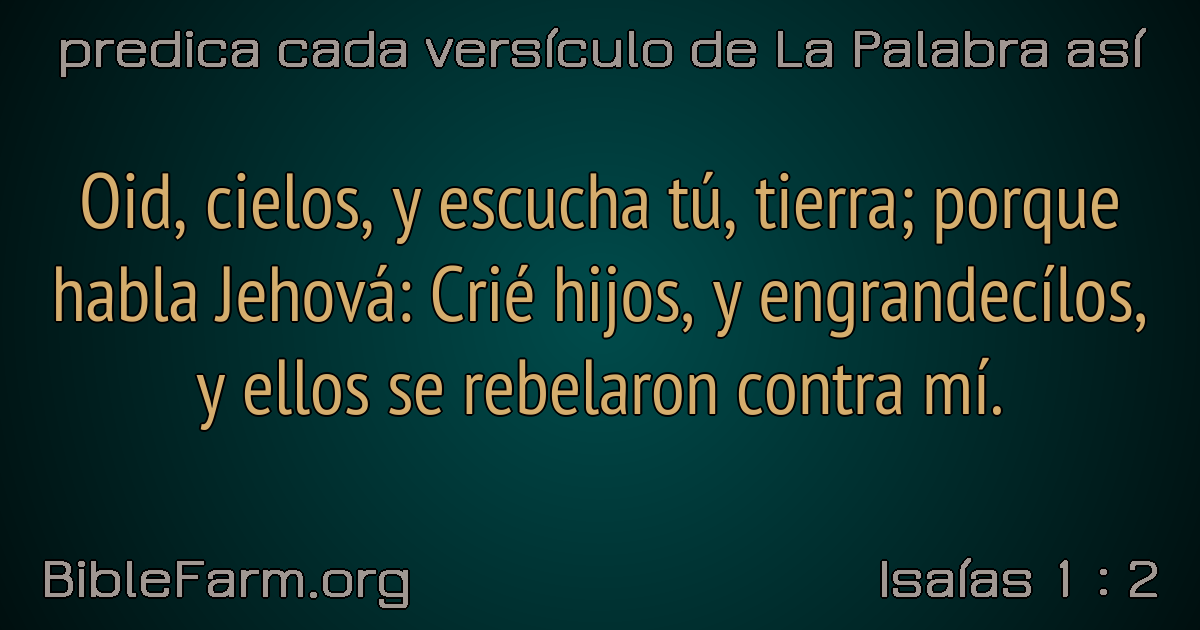 predica cada versículo de La Palabra así
Oid, cielos, y escucha tú, tierra; porque
habla Jehová: Crié hijos, y engrandecílos,
y ellos se rebelaron contra mí.
BibleFarm.org
Isaías 1 : 2